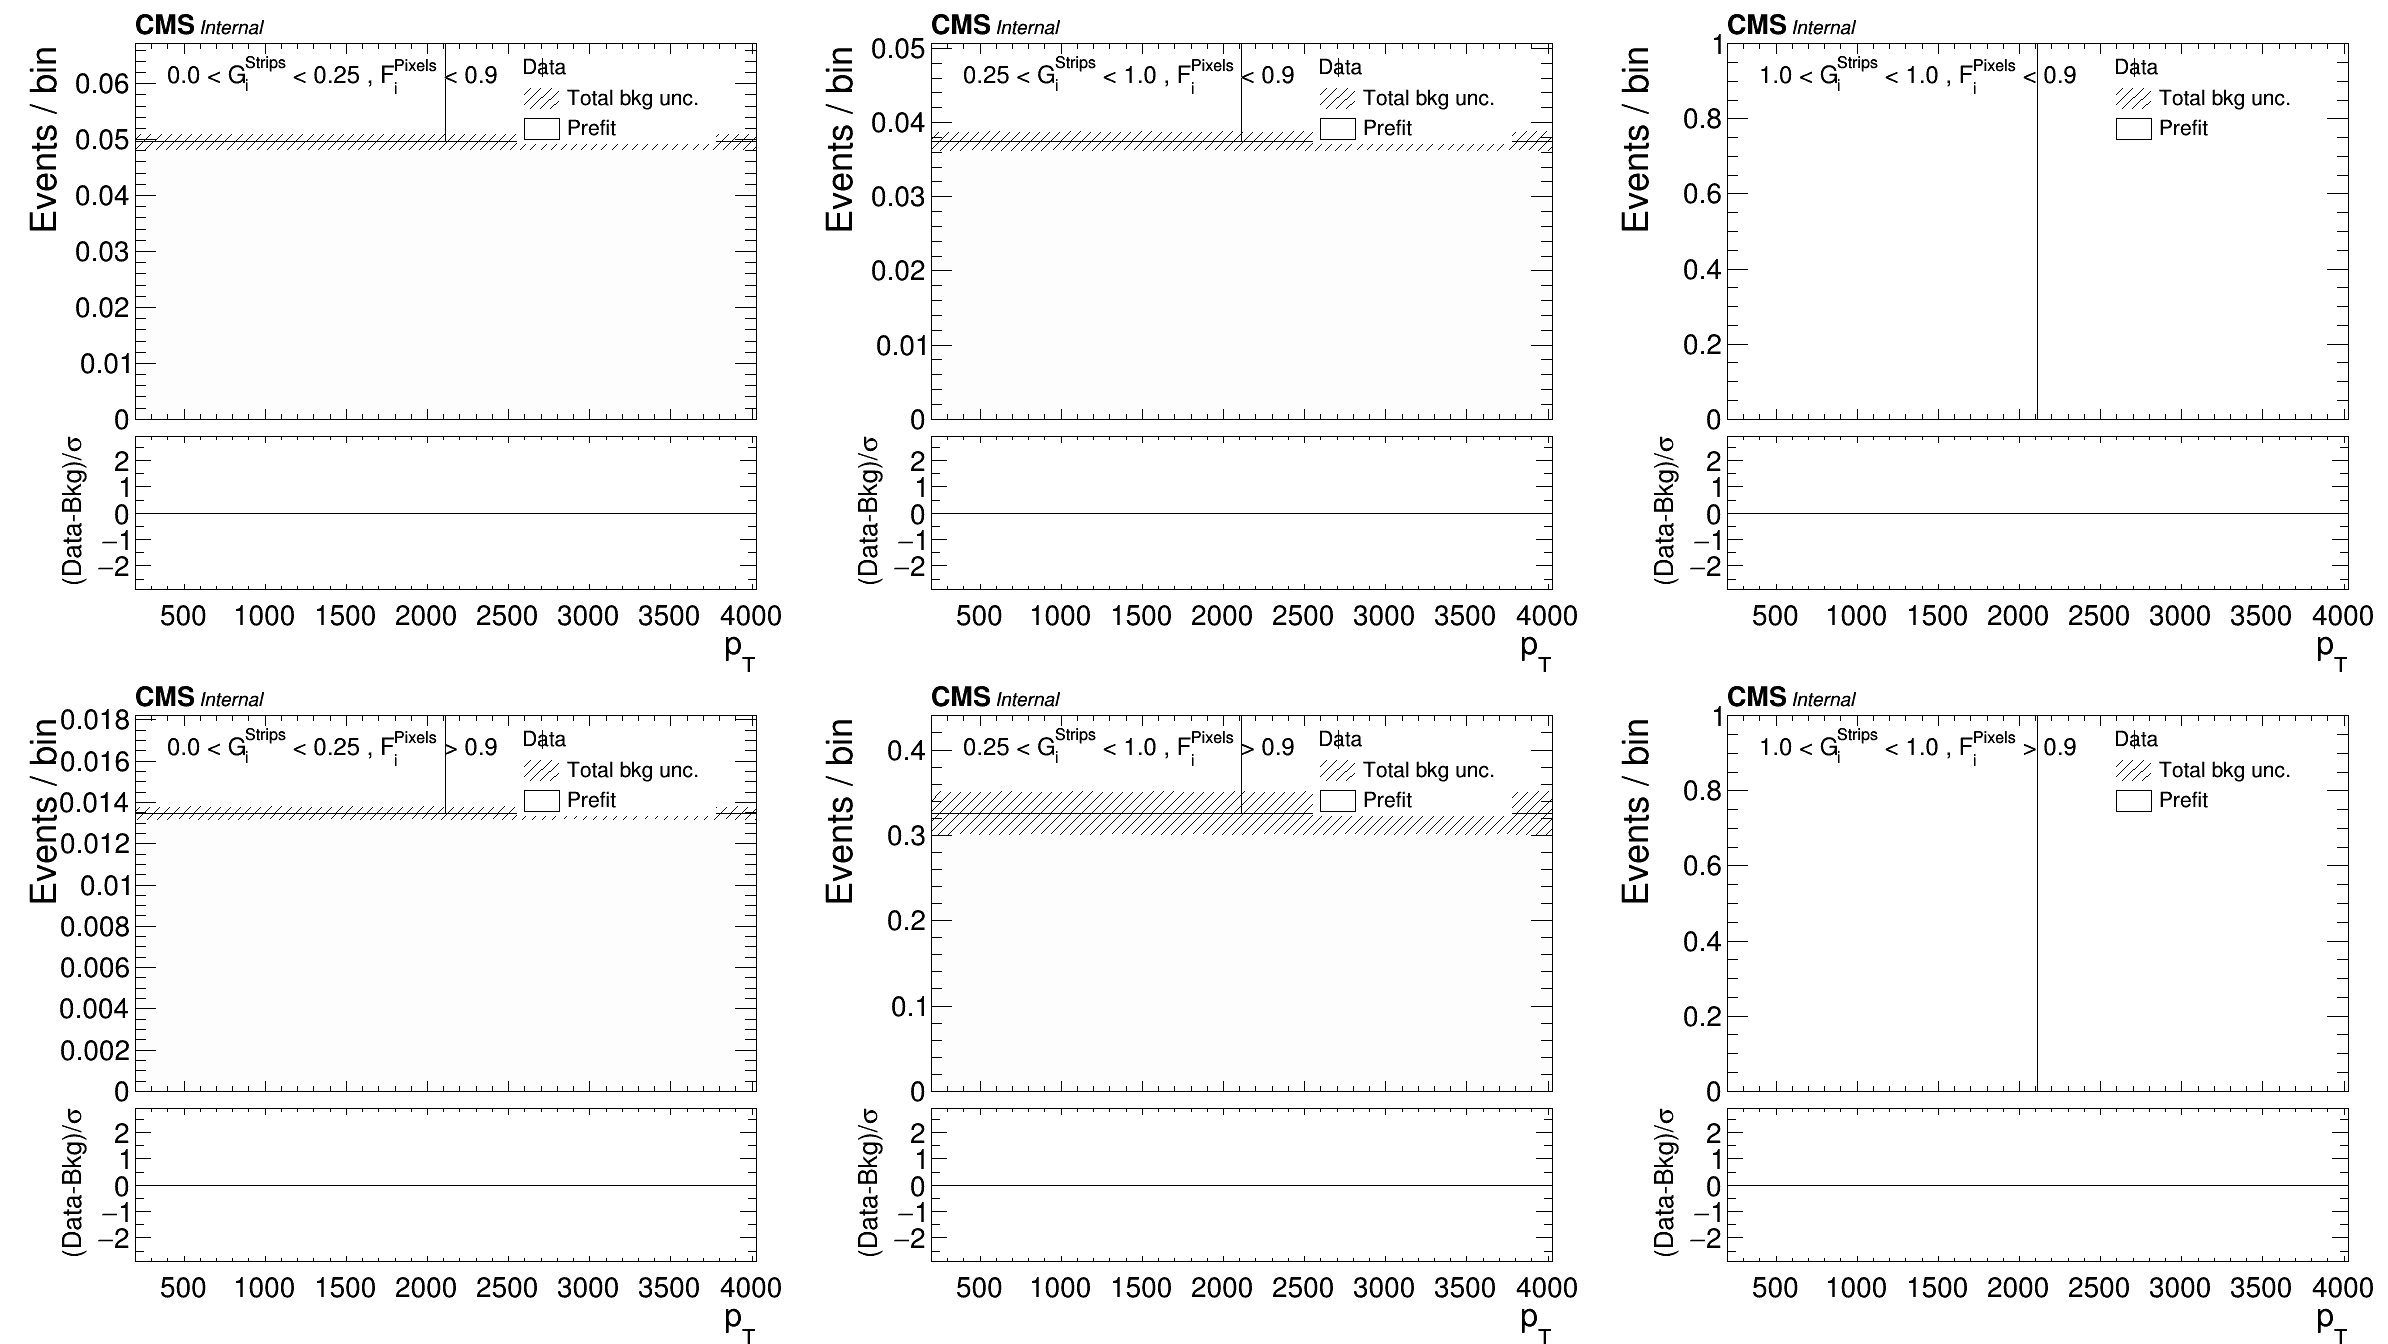 CMS Internal
Events / bin
0.0 < G_i^Strips < 0.25 , F_i^Pixels < 0.9
Data
Total bkg unc.
Prefit
0.06
0.05
0.04
0.03
0.02
0.01
0
(Data-Bkg)/σ
2
1
0
−1
−2
500 1000 1500 2000 2500 3000 3500 4000
p_T
CMS Internal
Events / bin
0.25 < G_i^Strips < 1.0 , F_i^Pixels < 0.9
Data
Total bkg unc.
Prefit
0.05
0.04
0.03
0.02
0.01
0
(Data-Bkg)/σ
2
1
0
−1
−2
500 1000 1500 2000 2500 3000 3500 4000
p_T
CMS Internal
Events / bin
1.0 < G_i^Strips < 1.0 , F_i^Pixels < 0.9
Data
Total bkg unc.
Prefit
1
0.8
0.6
0.4
0.2
0
(Data-Bkg)/σ
2
1
0
−1
−2
500 1000 1500 2000 2500 3000 3500 4000
p_T
CMS Internal
Events / bin
0.0 < G_i^Strips < 0.25 , F_i^Pixels > 0.9
Data
Total bkg unc.
Prefit
0.018
0.016
0.014
0.012
0.01
0.008
0.006
0.004
0.002
0
(Data-Bkg)/σ
2
1
0
−1
−2
500 1000 1500 2000 2500 3000 3500 4000
p_T
CMS Internal
Events / bin
0.25 < G_i^Strips < 1.0 , F_i^Pixels > 0.9
Data
Total bkg unc.
Prefit
0.4
0.3
0.2
0.1
0
(Data-Bkg)/σ
2
1
0
−1
−2
500 1000 1500 2000 2500 3000 3500 4000
p_T
CMS Internal
Events / bin
1.0 < G_i^Strips < 1.0 , F_i^Pixels > 0.9
Data
Total bkg unc.
Prefit
1
0.8
0.6
0.4
0.2
0
(Data-Bkg)/σ
2
1
0
−1
−2
500 1000 1500 2000 2500 3000 3500 4000
p_T